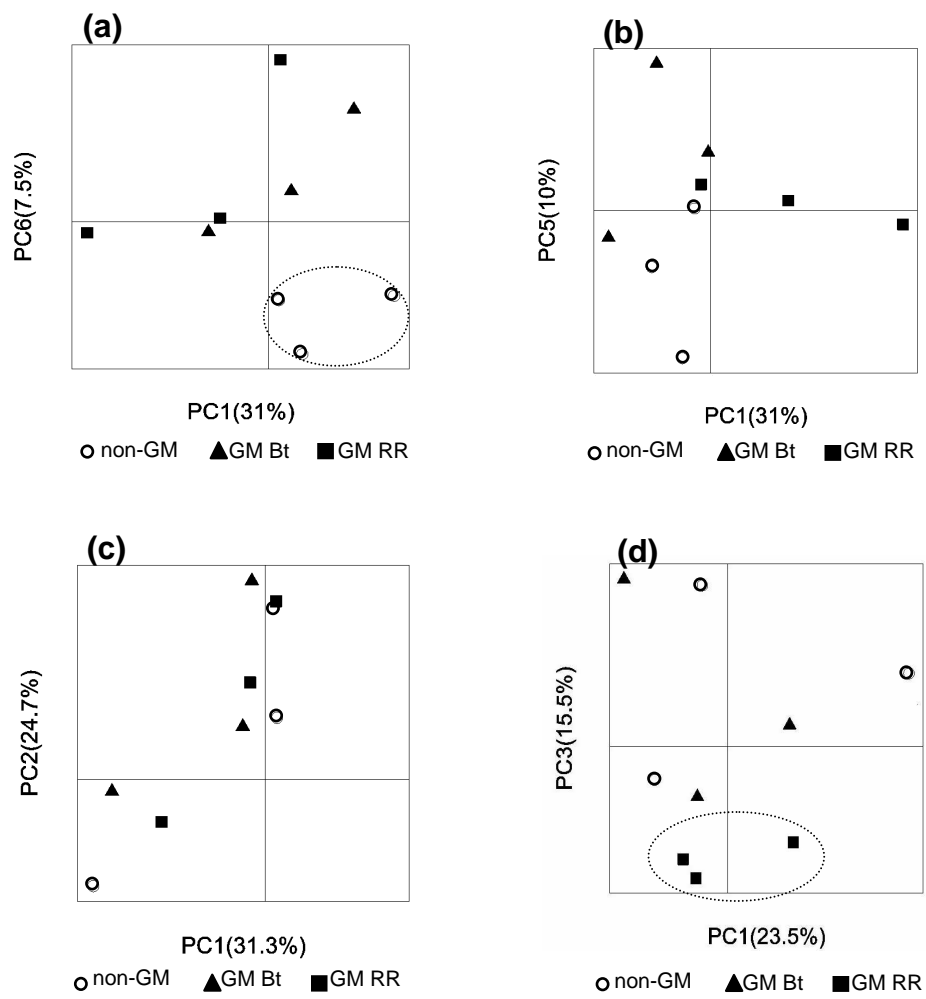 (a)
PC6(7.5%)
PC1(31%)
non-GM GM Bt GM RR
(b)
PC5(10%)
PC1(31%)
non-GM GM Bt GM RR
(c)
PC2(24.7%)
PC1(31.3%)
non-GM GM Bt GM RR
(d)
PC3(15.5%)
PC1(23.5%)
non-GM GM Bt GM RR